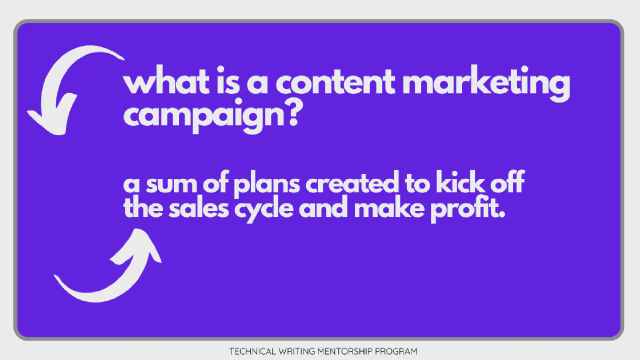 what is a content marketing
campaign?
a sum of plans created to kick off
the sales cycle and make profit.
TECHNICAL WRITING MENTORSHIP PROGRAM